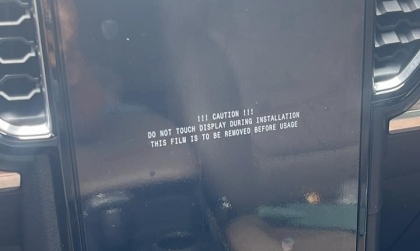 !!! CAUTION !!!
DO NOT TOUCH DISPLAY DURING INSTALLATION
THIS FILM IS TO BE REMOVED BEFORE USAGE